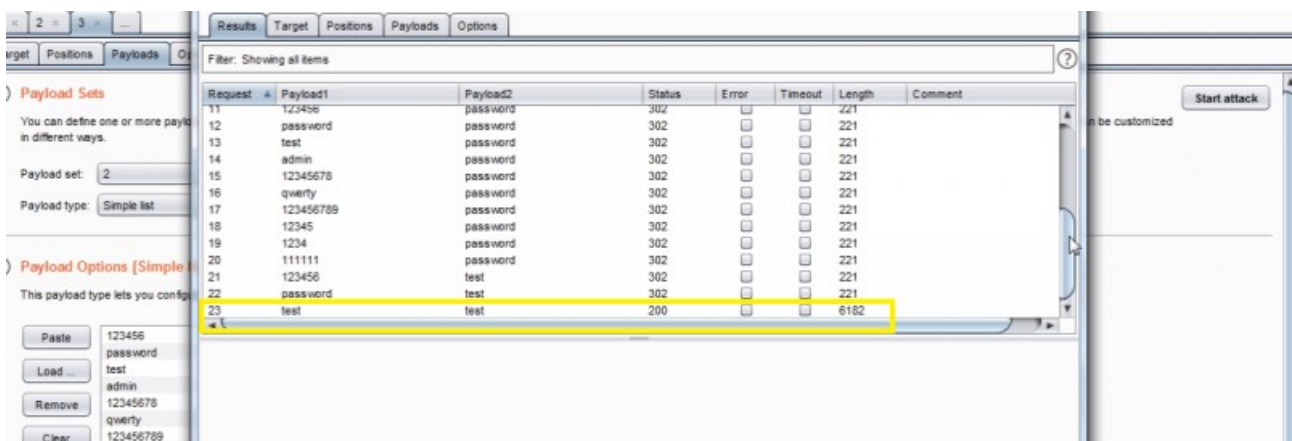 2 × 3 × ...
Results Target Positions Payloads Options
Target Positions Payloads
Filter: Showing all items ?
Payload Sets
Start attack
You can define one or more
in different ways.
n be customized
Payload set: 2
Payload type: Simple list
Request Payload1 Payload2 Status Error Timeout Length Comment
11 123456 password 302 221
12 password password 302 221
13 test password 302 221
14 admin password 302 221
15 12345678 password 302 221
16 qwerty password 302 221
17 123456789 password 302 221
18 12345 password 302 221
19 1234 password 302 221
20 111111 password 302 221
21 123456 test 302 221
22 password test 302 221
23 test test 200 6182
Payload Options [Simple
This payload type lets you
Paste
Load ...
Remove
Clear
123456
password
test
admin
12345678
qwerty
123456789